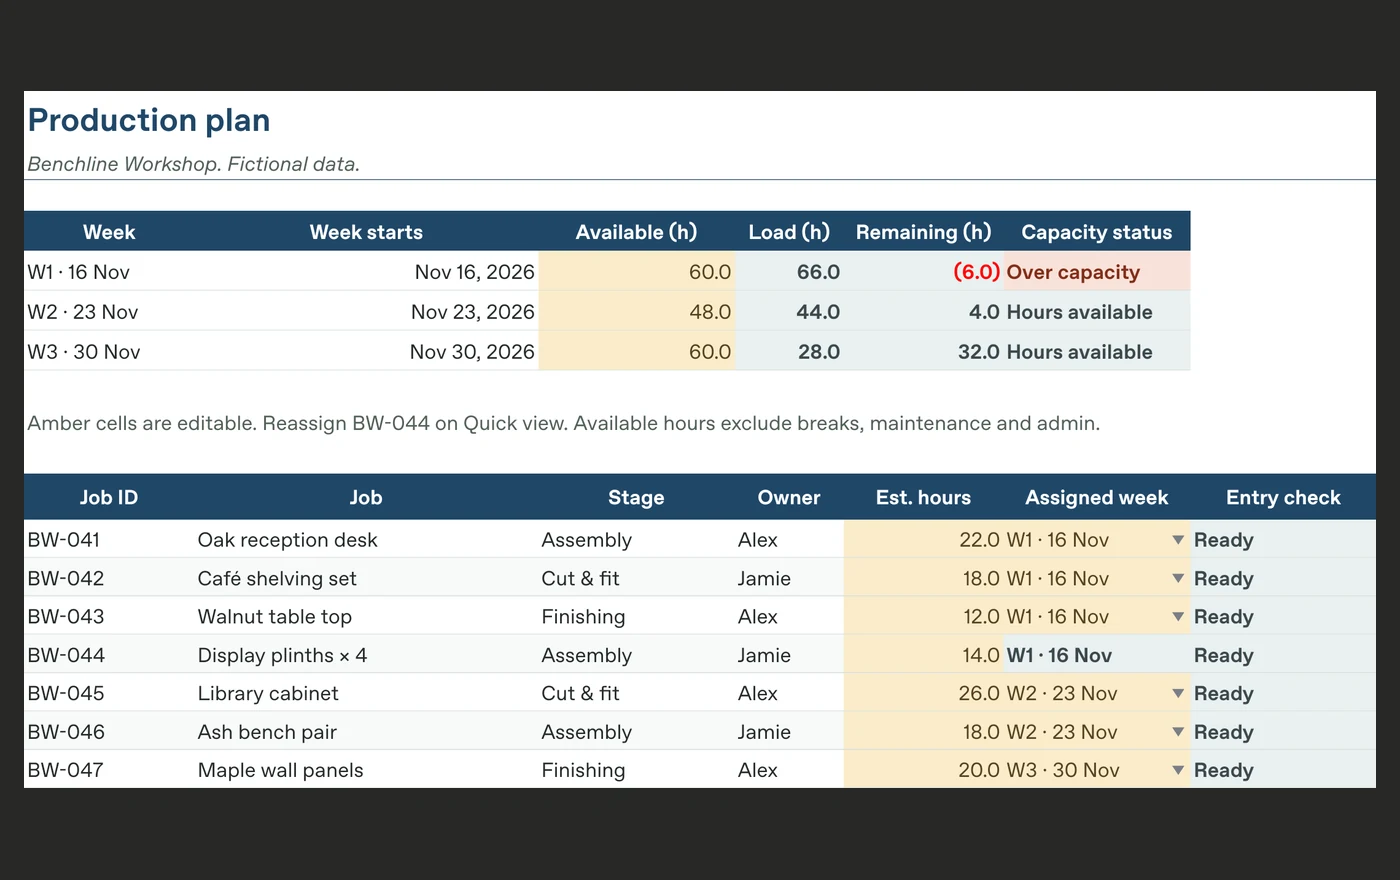 Production plan
Benchline Workshop. Fictional data.
Week Week starts Available (h) Load (h) Remaining (h) Capacity status
W1 · 16 Nov Nov 16, 2026 60.0 66.0 (6.0) Over capacity
W2 · 23 Nov Nov 23, 2026 48.0 44.0 4.0 Hours available
W3 · 30 Nov Nov 30, 2026 60.0 28.0 32.0 Hours available
Amber cells are editable. Reassign BW-044 on Quick view. Available hours exclude breaks, maintenance and admin.
Job ID Job Stage Owner Est. hours Assigned week Entry check
BW-041 Oak reception desk Assembly Alex 22.0 W1 · 16 Nov Ready
BW-042 Café shelving set Cut & fit Jamie 18.0 W1 · 16 Nov Ready
BW-043 Walnut table top Finishing Alex 12.0 W1 · 16 Nov Ready
BW-044 Display plinths × 4 Assembly Jamie 14.0 W1 · 16 Nov Ready
BW-045 Library cabinet Cut & fit Alex 26.0 W2 · 23 Nov Ready
BW-046 Ash bench pair Assembly Jamie 18.0 W2 · 23 Nov Ready
BW-047 Maple wall panels Finishing Alex 20.0 W3 · 30 Nov Ready